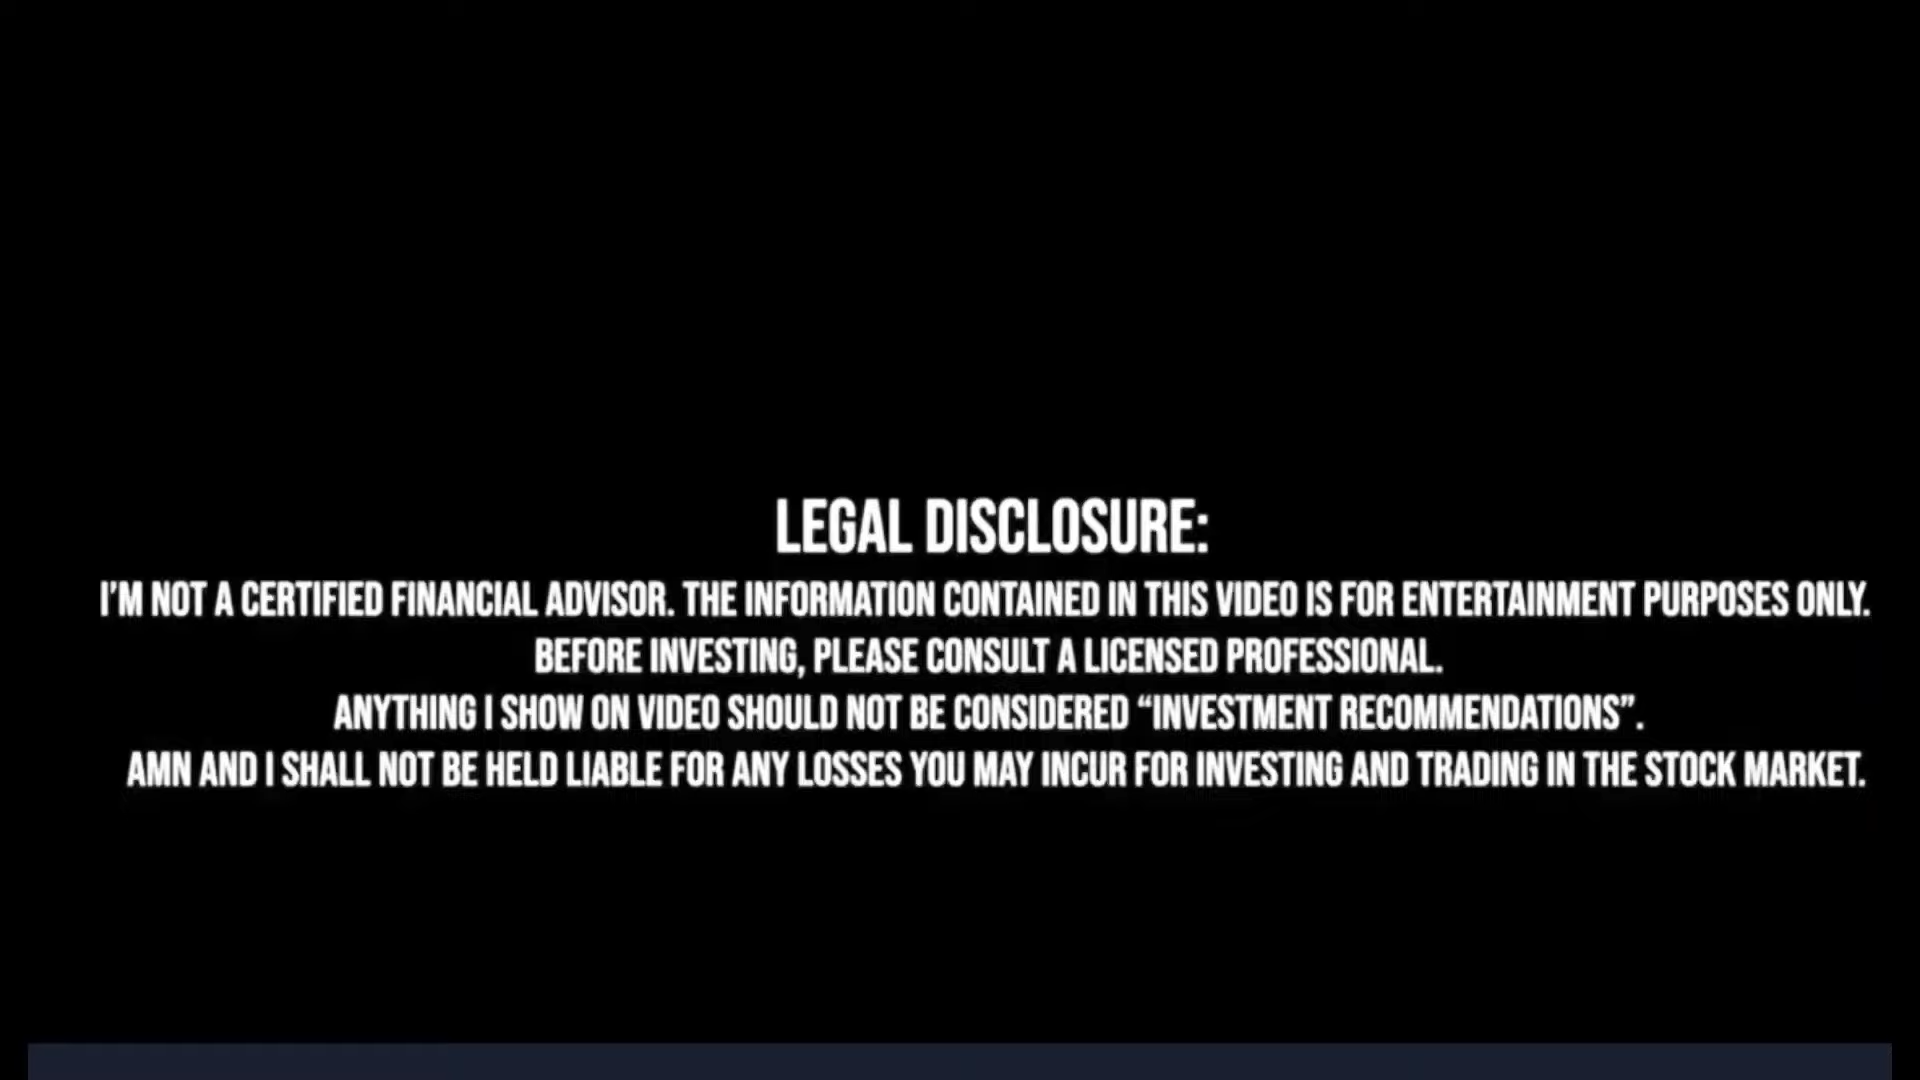 LEGAL DISCLOSURE:
I'M NOT A CERTIFIED FINANCIAL ADVISOR. THE INFORMATION CONTAINED IN THIS VIDEO IS FOR ENTERTAINMENT PURPOSES ONLY.
BEFORE INVESTING, PLEASE CONSULT A LICENSED PROFESSIONAL.
ANYTHING I SHOW ON VIDEO SHOULD NOT BE CONSIDERED “INVESTMENT RECOMMENDATIONS”.
AMN AND I SHALL NOT BE HELD LIABLE FOR ANY LOSSES YOU MAY INCUR FOR INVESTING AND TRADING IN THE STOCK MARKET.